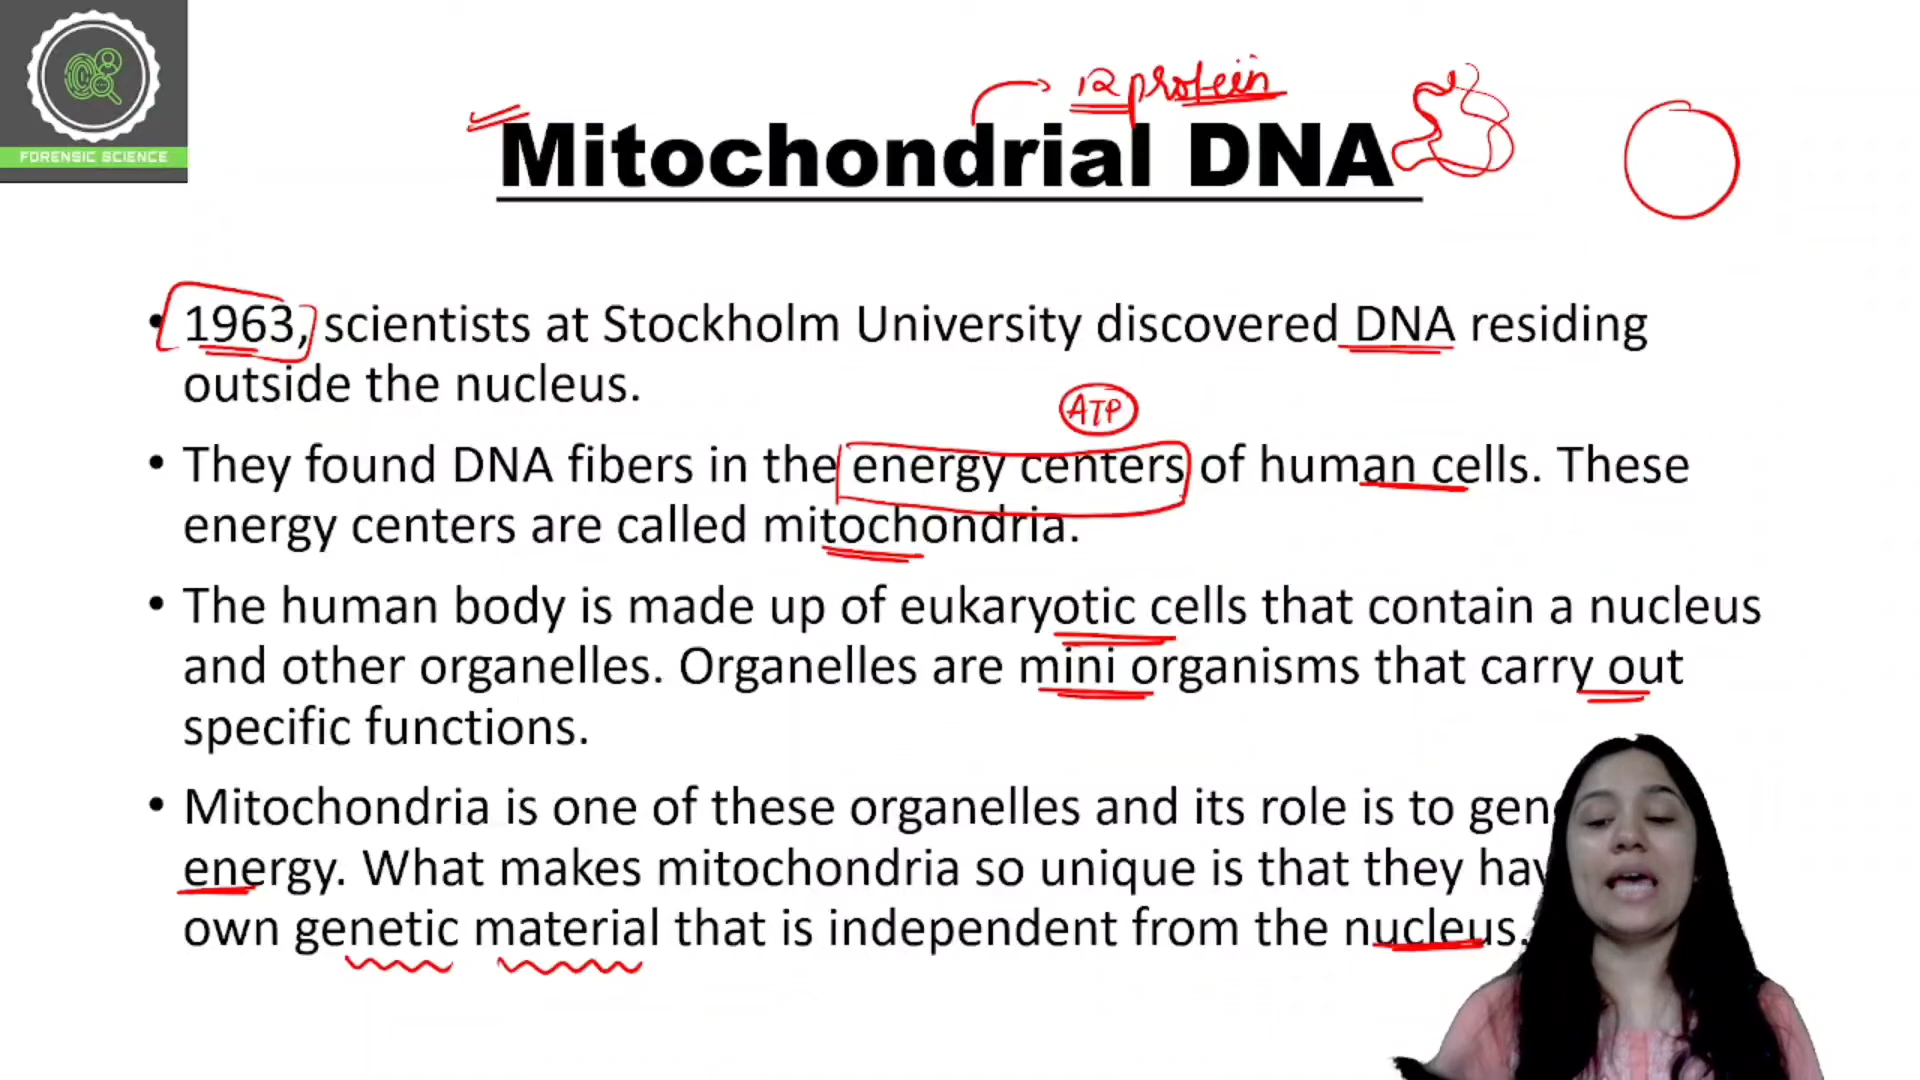 FORENSIC SCIENCE
12 protein
Mitochondrial DNA
• 1963, scientists at Stockholm University discovered DNA residing
outside the nucleus.
ATP
• They found DNA fibers in the energy centers of human cells. These
energy centers are called mitochondria.
• The human body is made up of eukaryotic cells that contain a nucleus
and other organelles. Organelles are mini organisms that carry out
specific functions.
• Mitochondria is one of these organelles and its role is to gen
energy. What makes mitochondria so unique is that they hav
own genetic material that is independent from the nucleus.